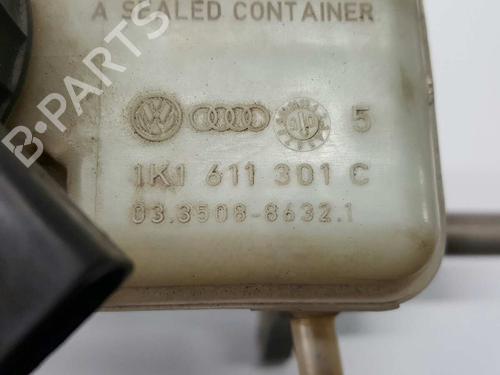 A SEALED CONTAINER
B-PARTS
5
1K1 611 301 C
03.3508-8632.1